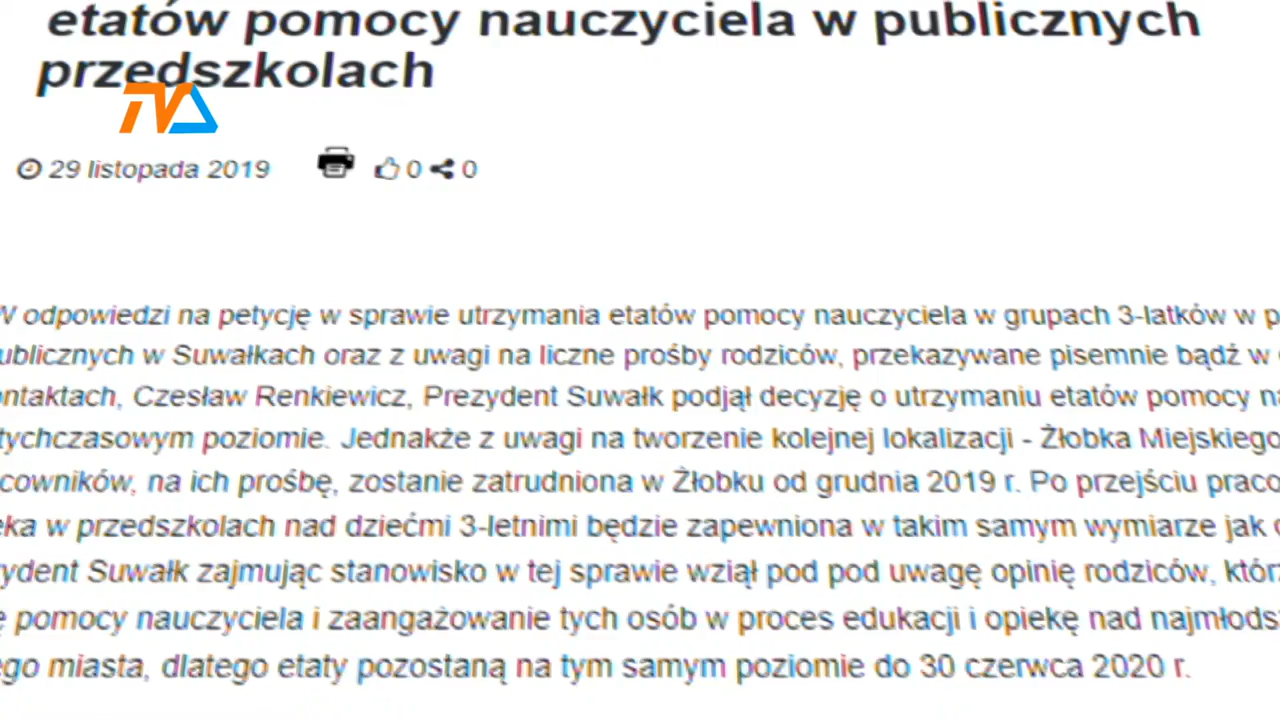 etatów pomocy nauczyciela w publicznych
przedszkolach
TVA
29 listopada 2019 0 0
W odpowiedzi na petycję w sprawie utrzymania etatów pomocy nauczyciela w grupach 3-latków w
ublicznych w Suwałkach oraz z uwagi na liczne prośby rodziców, przekazywane pisemnie bądź w
ntaktach, Czesław Renkiewicz, Prezydent Suwałk podjął decyzję o utrzymaniu etatów pomocy
tychczasowym poziomie. Jednakże z uwagi na tworzenie kolejnej lokalizacji - Żłobka Miejskiego
cowników, na ich prośbę, zostanie zatrudniona w Żłobku od grudnia 2019 r. Po przejściu praco
eka w przedszkolach nad dziećmi 3-letnimi będzie zapewniona w takim samym wymiarze jak
ydent Suwałk zajmując stanowisko w tej sprawie wziął pod pod uwagę opinię rodziców, któr
ę pomocy nauczyciela i zaangażowanie tych osób w proces edukacji i opiekę nad najmłods
ego miasta, dlatego etaty pozostaną na tym samym poziomie do 30 czerwca 2020 r.